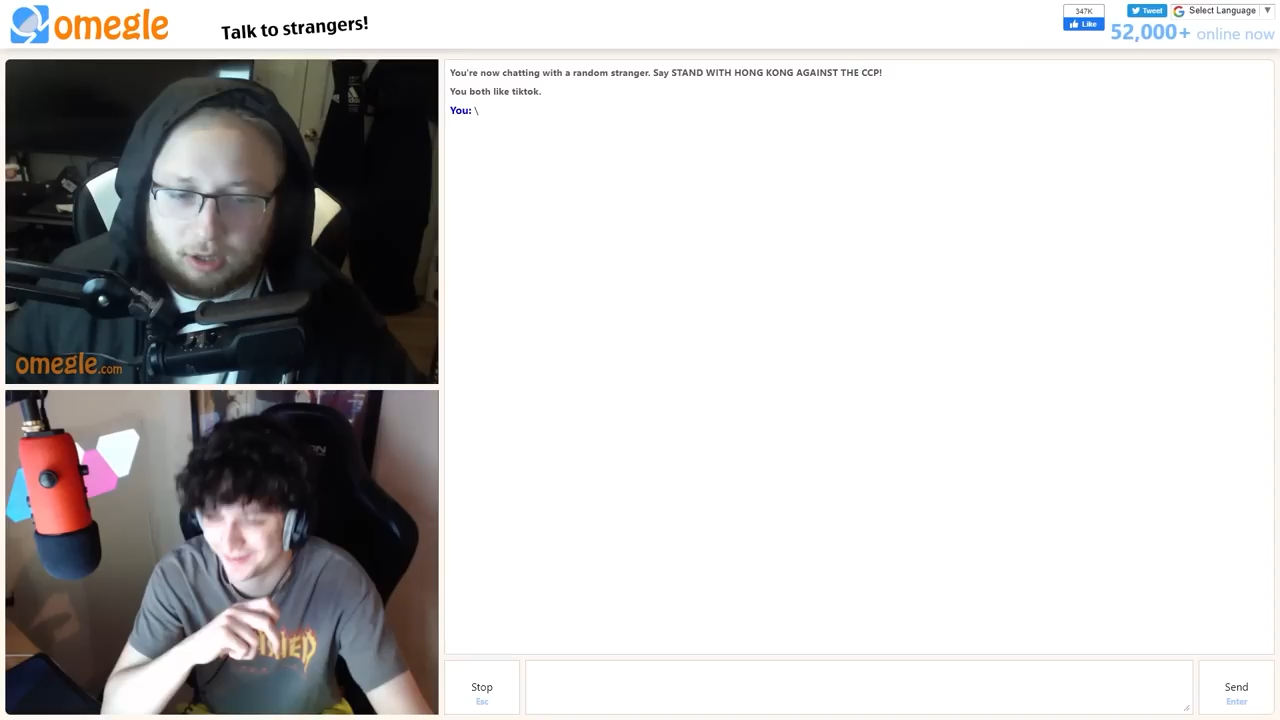 omegle
Talk to strangers!
347K
Like
Tweet
Select Language ▼
52,000+ online now
You're now chatting with a random stranger. Say STAND WITH HONG KONG AGAINST THE CCP!
You both like tiktok.
You: \
omegle.com
Stop
Esc
Send
Enter